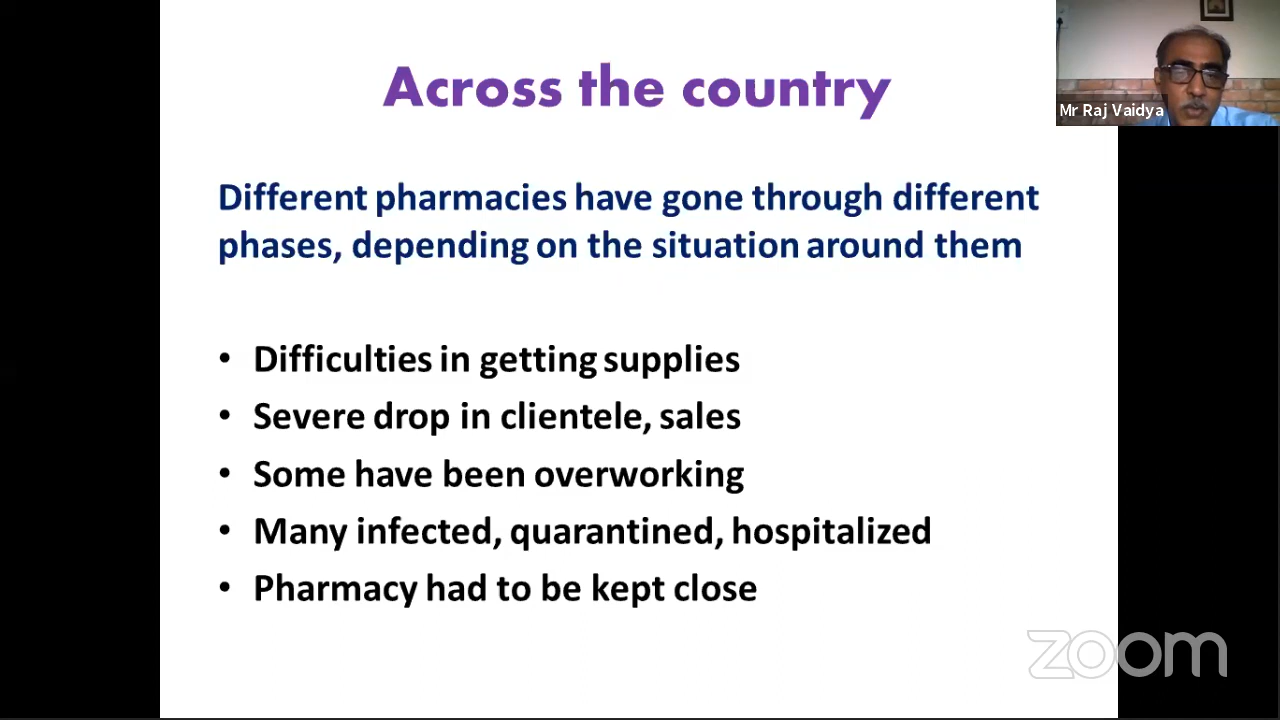 Across the country
Mr Raj Vaidya
Different pharmacies have gone through different
phases, depending on the situation around them
• Difficulties in getting supplies
• Severe drop in clientele, sales
• Some have been overworking
• Many infected, quarantined, hospitalized
• Pharmacy had to be kept close
zoom